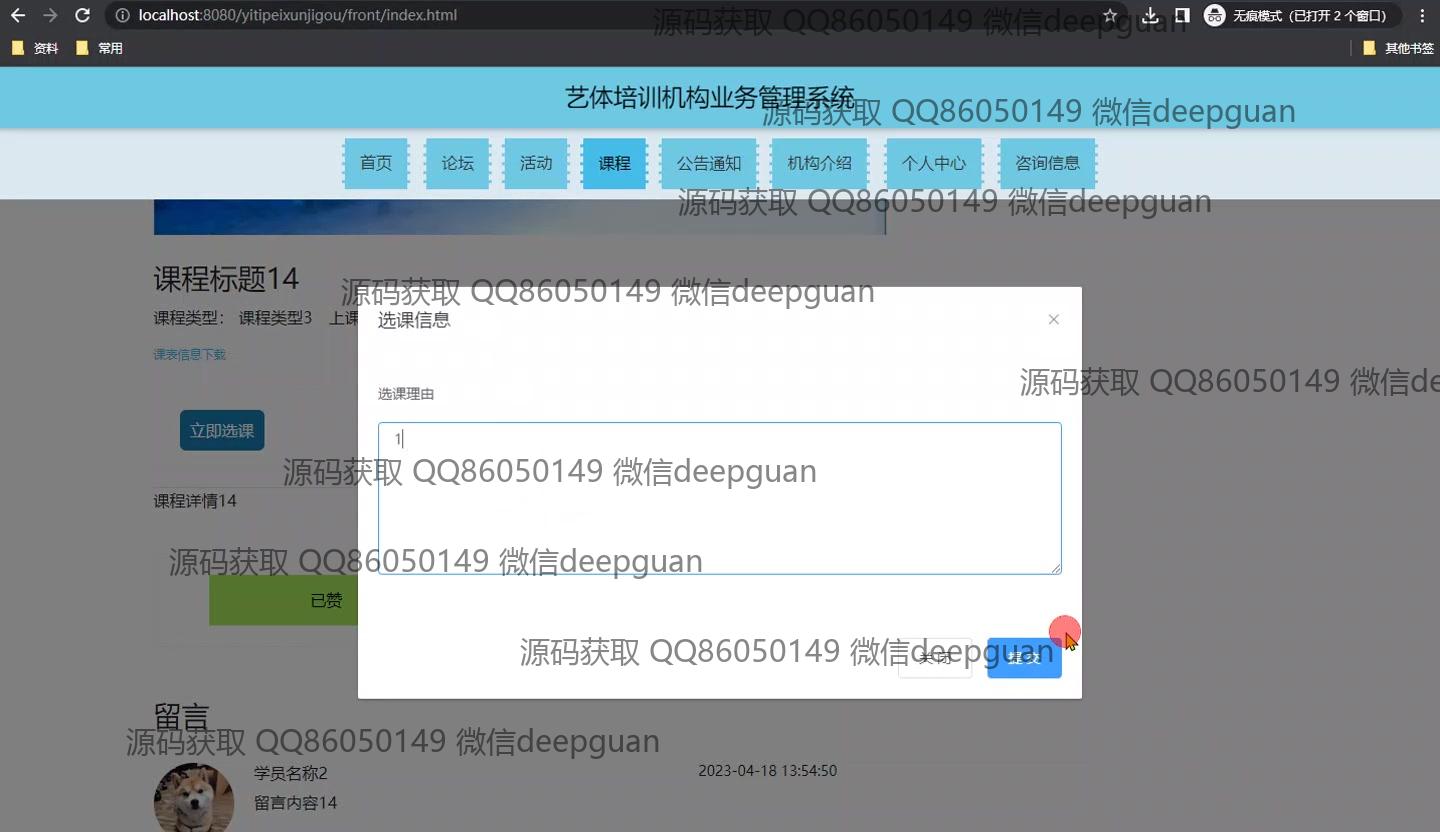 localhost:8080/yitipeixunjigou/front/index.html
无痕模式（已打开 2 个窗口）
源码获取 QQ86050149 微信deepguan
资料
常用
其他书签
艺体培训机构业务管理系统
源码获取 QQ86050149 微信deepguan
首页
论坛
活动
课程
公告通知
机构介绍
个人中心
咨询信息
源码获取 QQ86050149 微信deepguan
课程标题14
源码获取 QQ86050149 微信deepguan
课程类型： 课程类型3 上课
选课信息
课表信息下载
源码获取 QQ86050149 微信de
选课理由
立即选课
1
源码获取 QQ86050149 微信deepguan
课程详情14
源码获取 QQ86050149 微信deepguan
已赞
源码获取 QQ86050149 微信deepguan
关闭
提交
留言
源码获取 QQ86050149 微信deepguan
学员名称2
2023-04-18 13:54:50
留言内容14